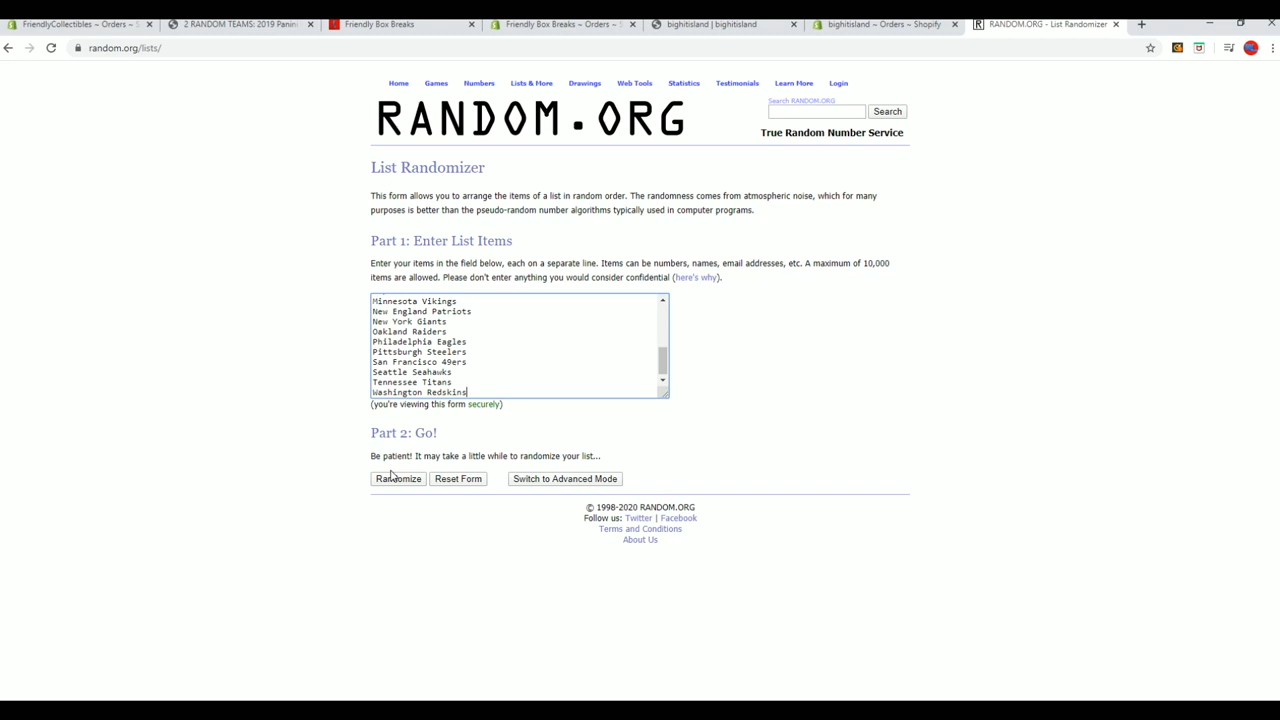 FriendlyCollectibles ~ Orders ~ S
2 RANDOM TEAMS: 2019 Panin
Friendly Box Breaks
Friendly Box Breaks ~ Orders ~ S
bighitisland | bighitisland
bighitisland ~ Orders ~ Shopify
RANDOM.ORG - List Randomizer
random.org/lists/
Home Games Numbers Lists & More Drawings Web Tools Statistics Testimonials Learn More Login
RANDOM.ORG
Search RANDOM.ORG
Search
True Random Number Service
List Randomizer
This form allows you to arrange the items of a list in random order. The randomness comes from atmospheric noise, which for many
purposes is better than the pseudo-random number algorithms typically used in computer programs.
Part 1: Enter List Items
Enter your items in the field below, each on a separate line. Items can be numbers, names, email addresses, etc. A maximum of 10,000
items are allowed. Please don't enter anything you would consider confidential (here's why).
Minnesota Vikings
New England Patriots
New York Giants
Oakland Raiders
Philadelphia Eagles
Pittsburgh Steelers
San Francisco 49ers
Seattle Seahawks
Tennessee Titans
Washington Redskins
(you're viewing this form securely)
Part 2: Go!
Be patient! It may take a little while to randomize your list...
Randomize Reset Form Switch to Advanced Mode
© 1998-2020 RANDOM.ORG
Follow us: Twitter | Facebook
Terms and Conditions
About Us